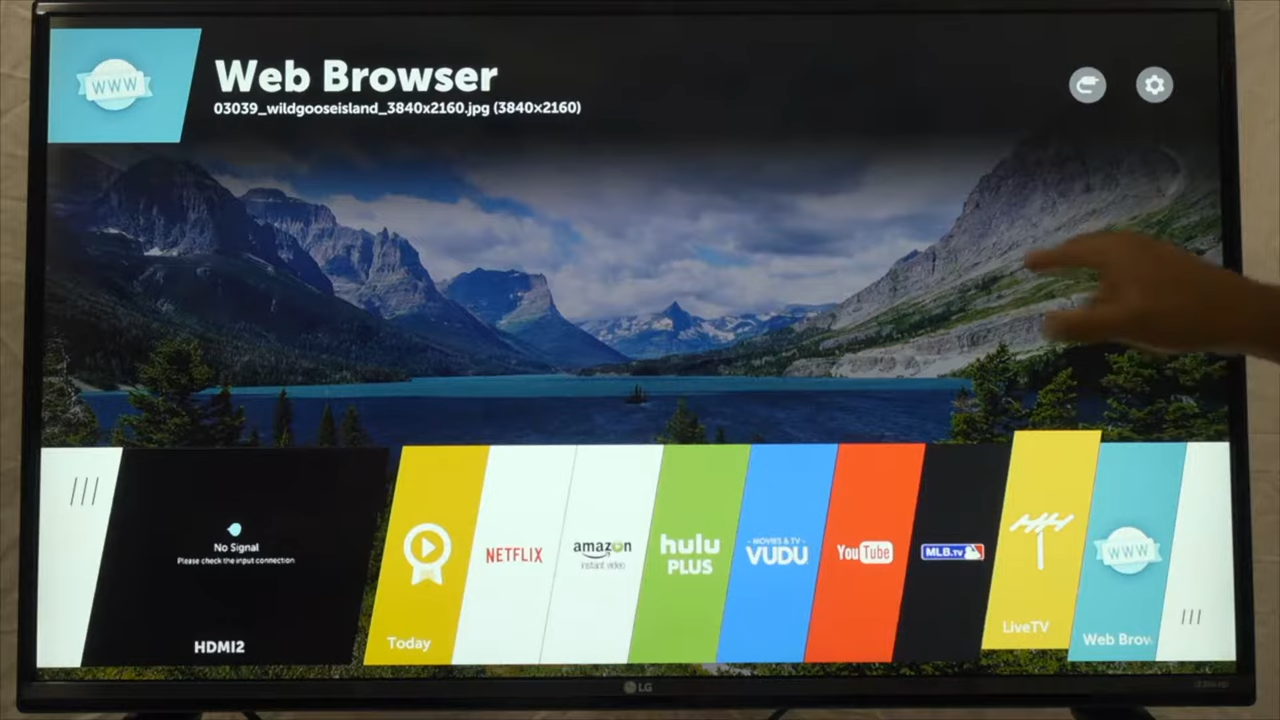 WWW
Web Browser
03039_wildgooseisland_3840x2160.jpg (3840x2160)
No Signal
Please check the input connection
HDMI2
Today
NETFLIX
amazon
instant video
hulu
PLUS
- MOVIES & TV -
VUDU
YouTube
MLB.TV
LiveTV
WWW
Web Brow
LG